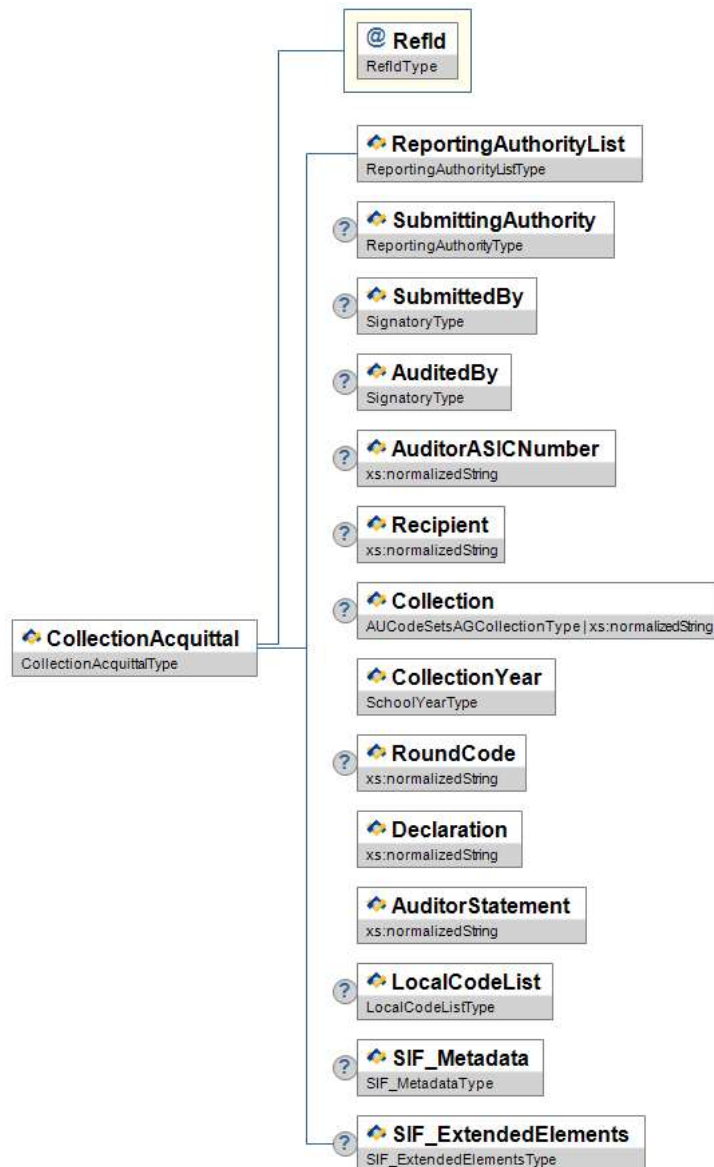 @ RefId
RefIdType
ReportingAuthorityList
ReportingAuthorityListType
? SubmittingAuthority
ReportingAuthorityType
? SubmittedBy
SignatoryType
? AuditedBy
SignatoryType
? AuditorASICNumber
xs:normalizedString
? Recipient
xs:normalizedString
? Collection
AUCodeSetsAGCollectionType | xs:normalizedString
CollectionAcquittal
CollectionAcquittalType
CollectionYear
SchoolYearType
? RoundCode
xs:normalizedString
Declaration
xs:normalizedString
AuditorStatement
xs:normalizedString
? LocalCodeList
LocalCodeListType
? SIF_Metadata
SIF_MetadataType
? SIF_ExtendedElements
SIF_ExtendedElementsType